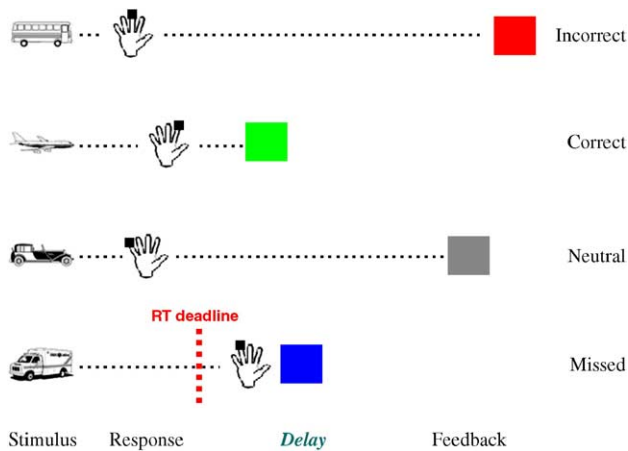 Incorrect
Correct
Neutral
RT deadline
Missed
Stimulus Response Delay Feedback